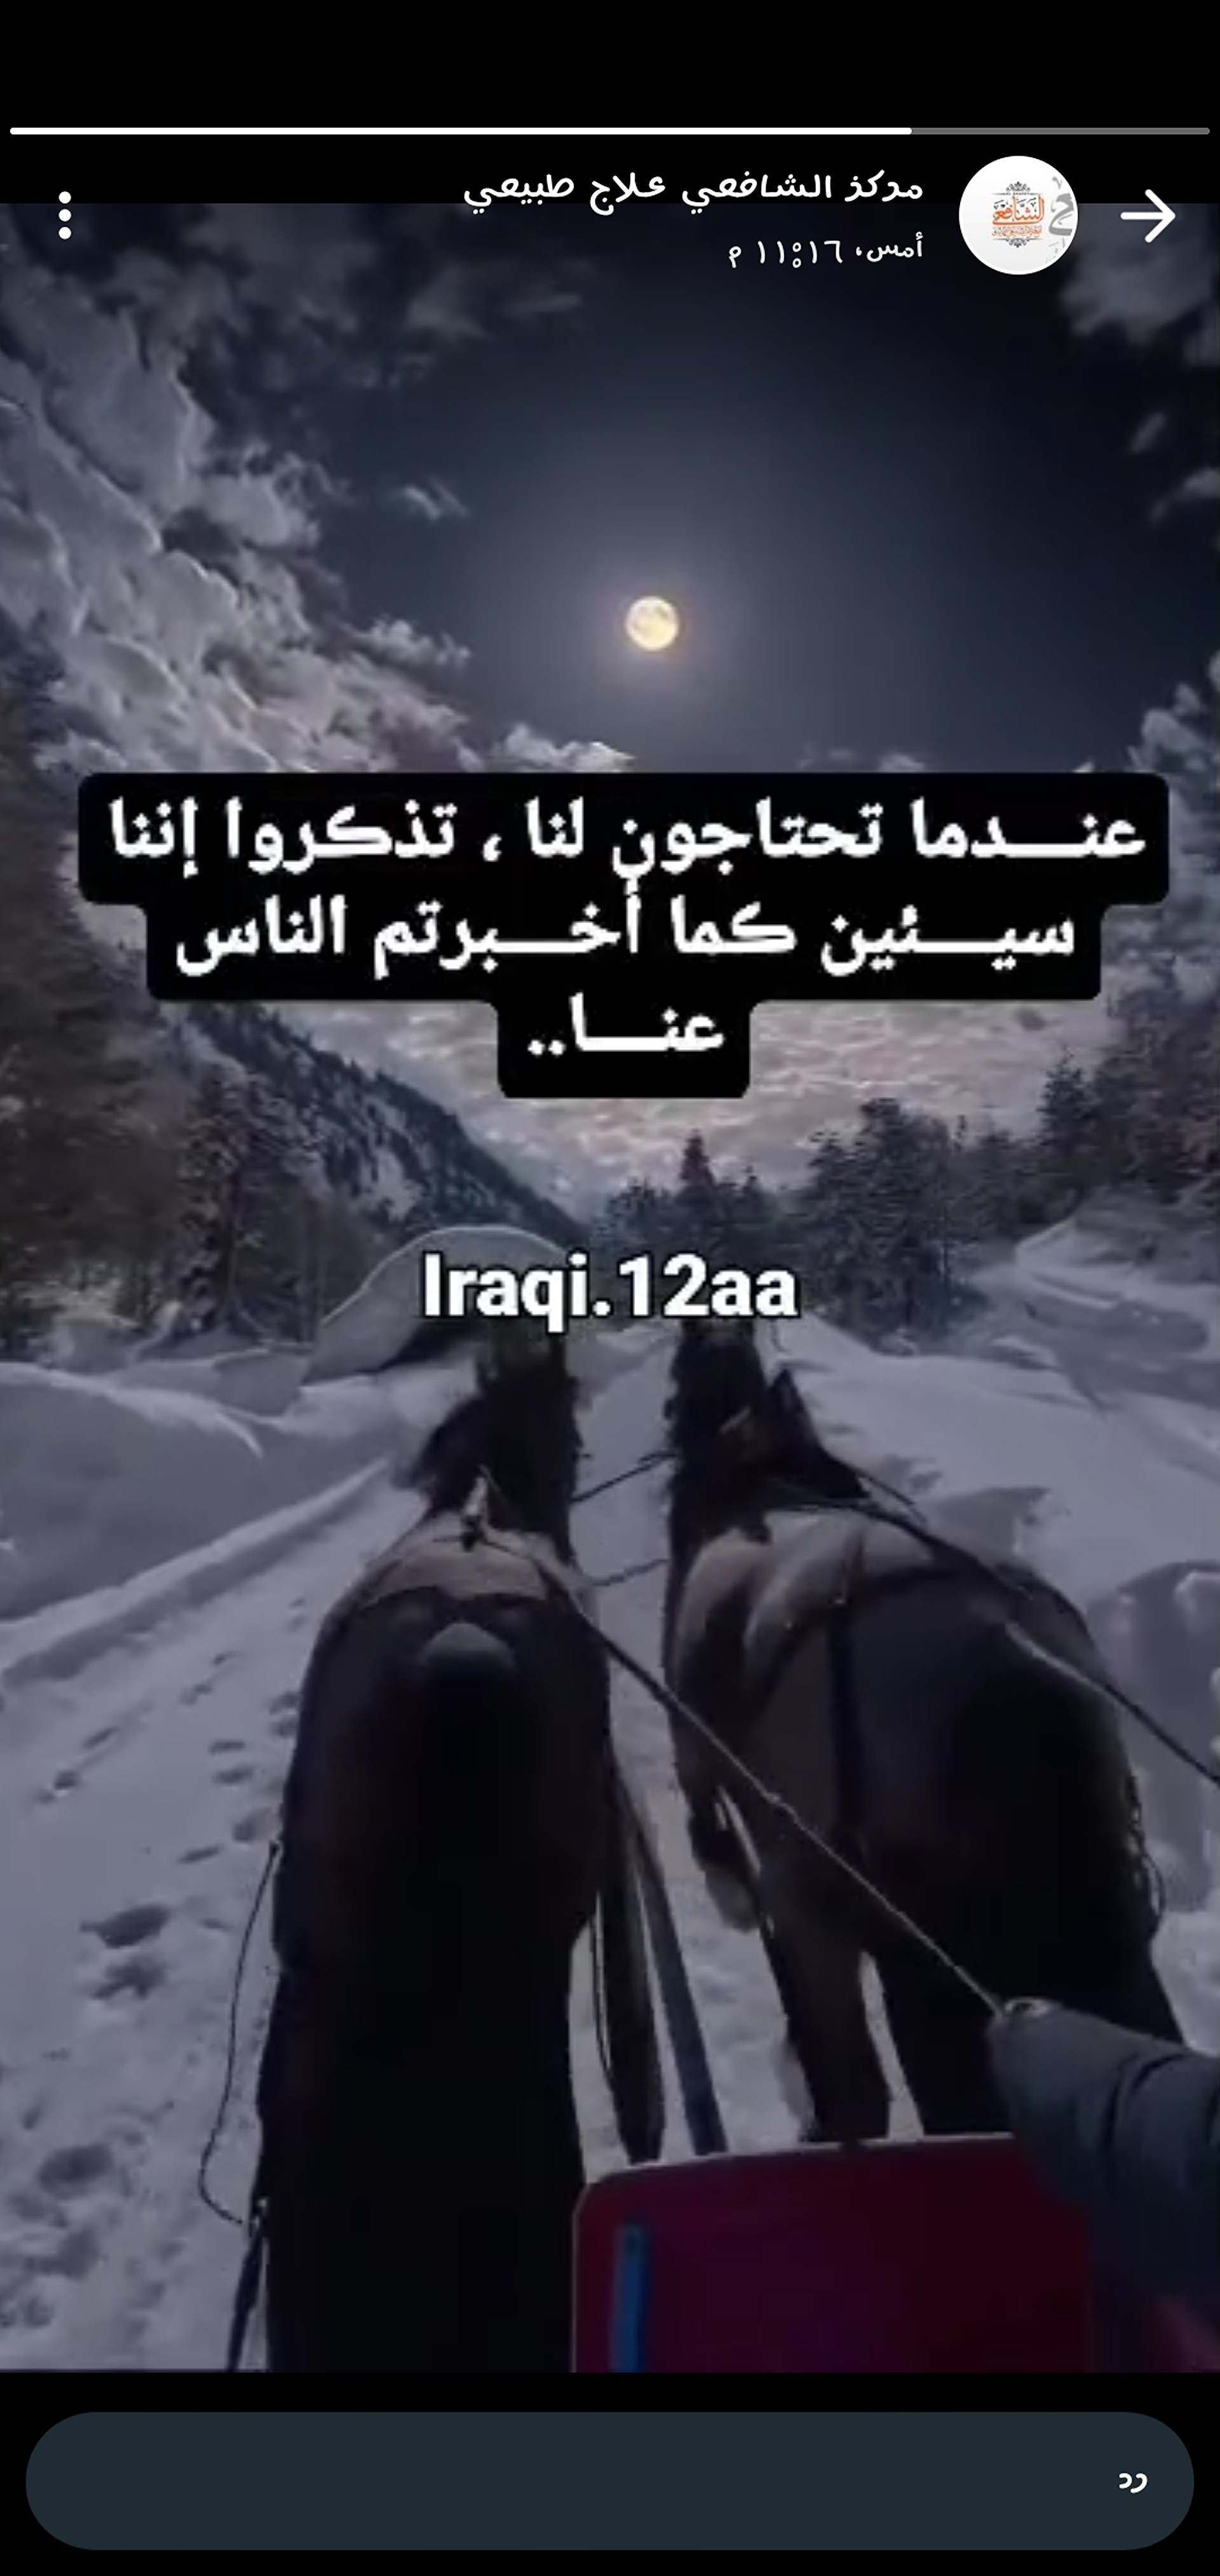 مركز الشافعي علاج طبيعي
أمس، ١١:١٦ م
الشافعي
عنـــدما تحتاجون لنا ، تذكروا إننا
سيـــئين كما أخـــبرتم الناس
عنـــا..
Iraqi.12aa
رد